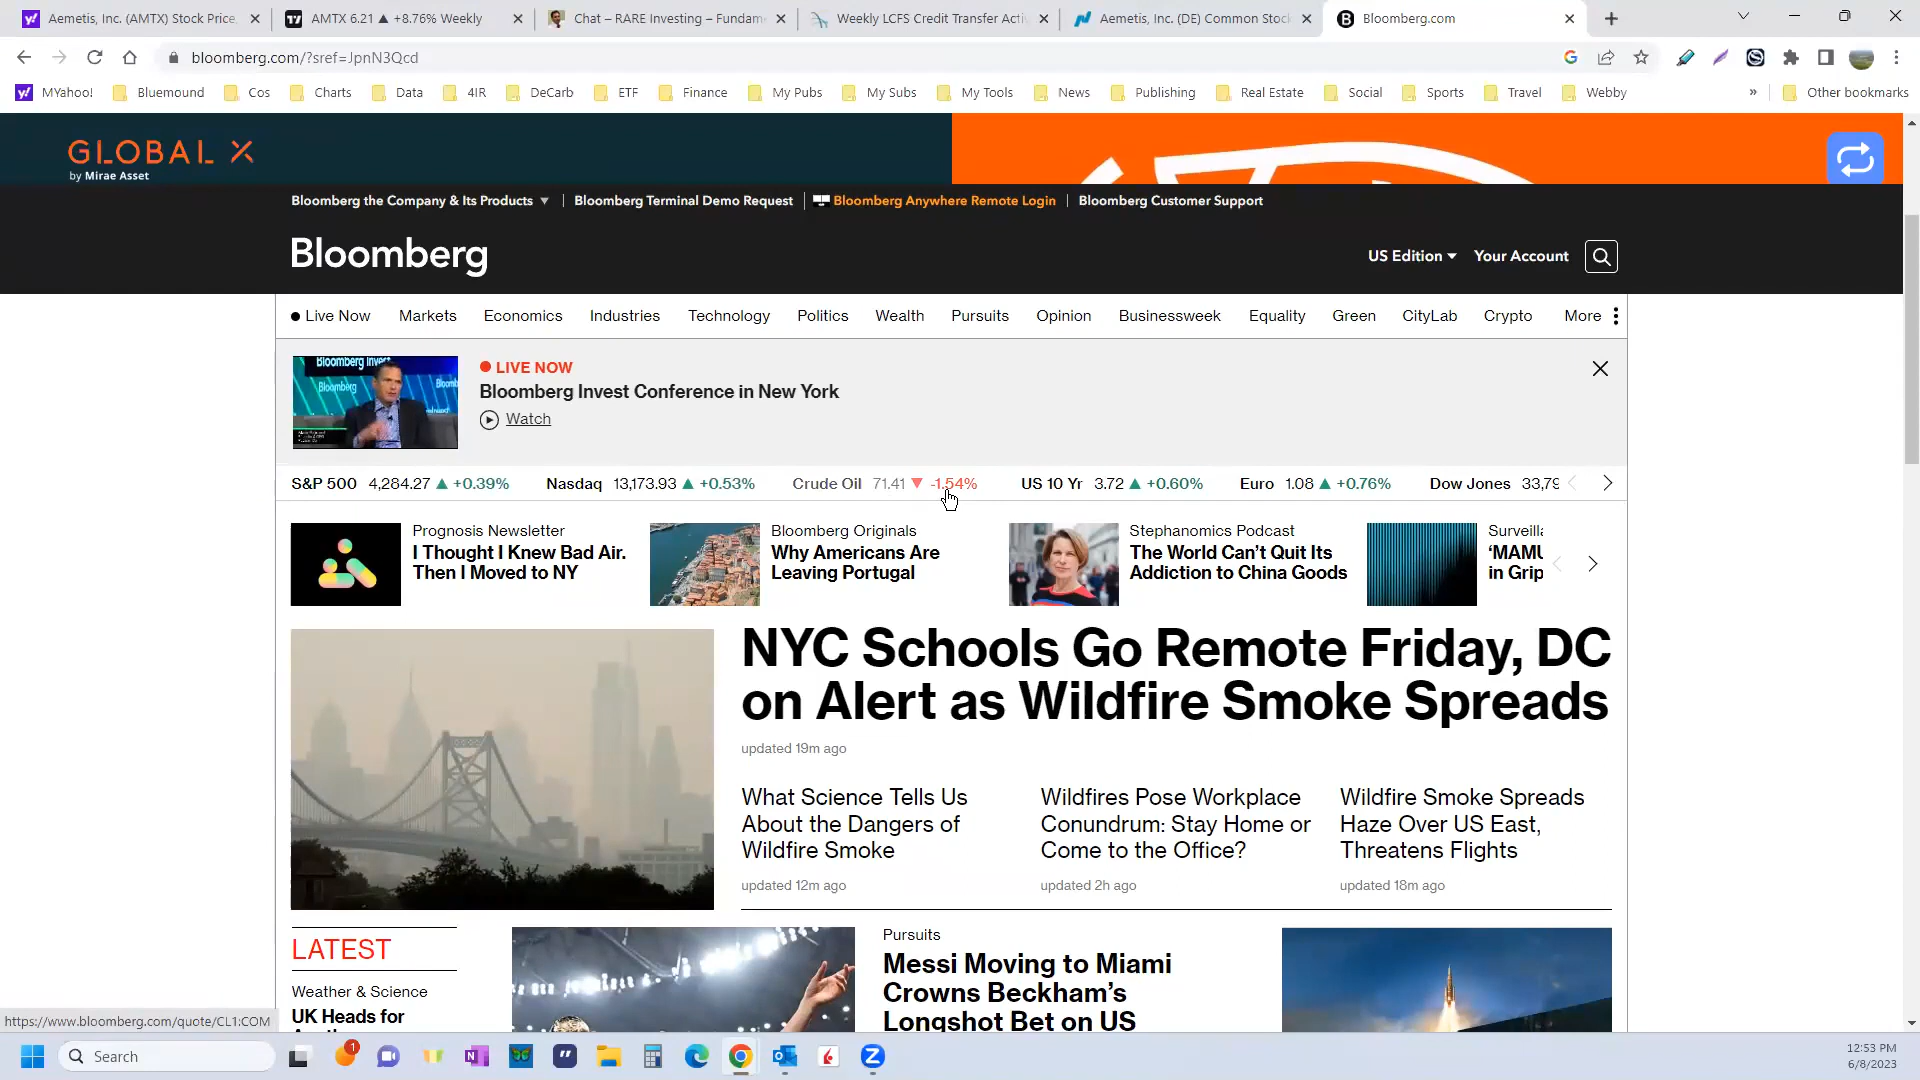 Aemetis, Inc. (AMTX) Stock Price,
AMTX 6.21 ▲ +8.76% Weekly
Chat – RARE Investing – Fundam
Weekly LCFS Credit Transfer Acti
Aemetis, Inc. (DE) Common Stock
Bloomberg.com
bloomberg.com/?sref=JpnN3Qcd
MYahoo!
Bluemound
Cos
Charts
Data
4IR
DeCarb
ETF
Finance
My Pubs
My Subs
My Tools
News
Publishing
Real Estate
Social
Sports
Travel
Webby
»
Other bookmarks
GLOBAL X
by Mirae Asset
Bloomberg the Company & Its Products ▼
Bloomberg Terminal Demo Request
Bloomberg Anywhere Remote Login
Bloomberg Customer Support
Bloomberg
US Edition
Your Account
Live Now
Markets
Economics
Industries
Technology
Politics
Wealth
Pursuits
Opinion
Businessweek
Equality
Green
CityLab
Crypto
More
Bloomberg Inves
Bloomberg
LIVE NOW
Bloomberg Invest Conference in New York
Watch
S&P 500 4,284.27 ▲ +0.39%
Nasdaq 13,173.93 ▲ +0.53%
Crude Oil 71.41 ▼ -1.54%
US 10 Yr 3.72 ▲ +0.60%
Euro 1.08 ▲ +0.76%
Dow Jones 33,79
Prognosis Newsletter
I Thought I Knew Bad Air.
Then I Moved to NY
Bloomberg Originals
Why Americans Are
Leaving Portugal
Stephanomics Podcast
The World Can’t Quit Its
Addiction to China Goods
Surveilla
‘MAMU
in Grip
NYC Schools Go Remote Friday, DC
on Alert as Wildfire Smoke Spreads
updated 19m ago
What Science Tells Us
About the Dangers of
Wildfire Smoke
updated 12m ago
Wildfires Pose Workplace
Conundrum: Stay Home or
Come to the Office?
updated 2h ago
Wildfire Smoke Spreads
Haze Over US East,
Threatens Flights
updated 18m ago
LATEST
Weather & Science
UK Heads for
Pursuits
Messi Moving to Miami
Crowns Beckham’s
Longshot Bet on US
https://www.bloomberg.com/quote/CL1:COM
Search
1
12:53 PM
6/8/2023